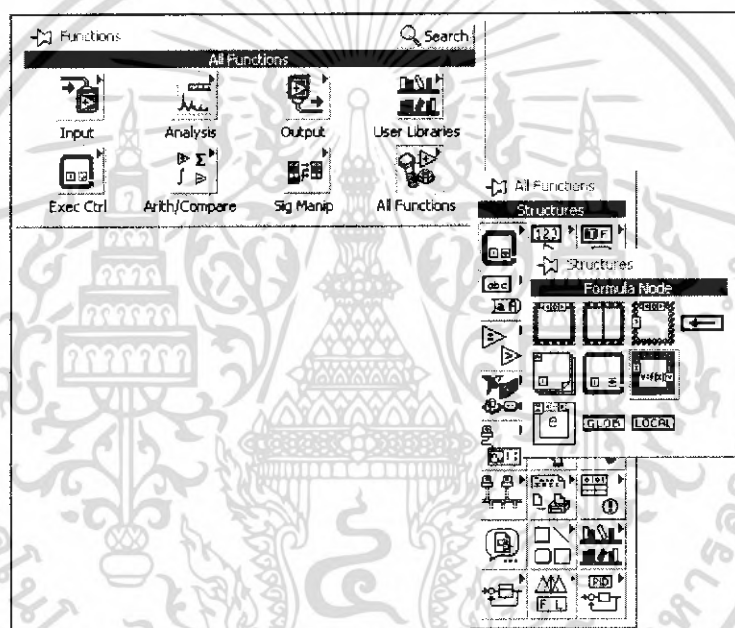 Functions
Search
All Functions
Input
Analysis
Output
User Libraries
Exec Ctrl
Arith/Compare
Sig Manip
All Functions
All Functions
Structures
Structures
Formula Node
GLOB
LOCAL